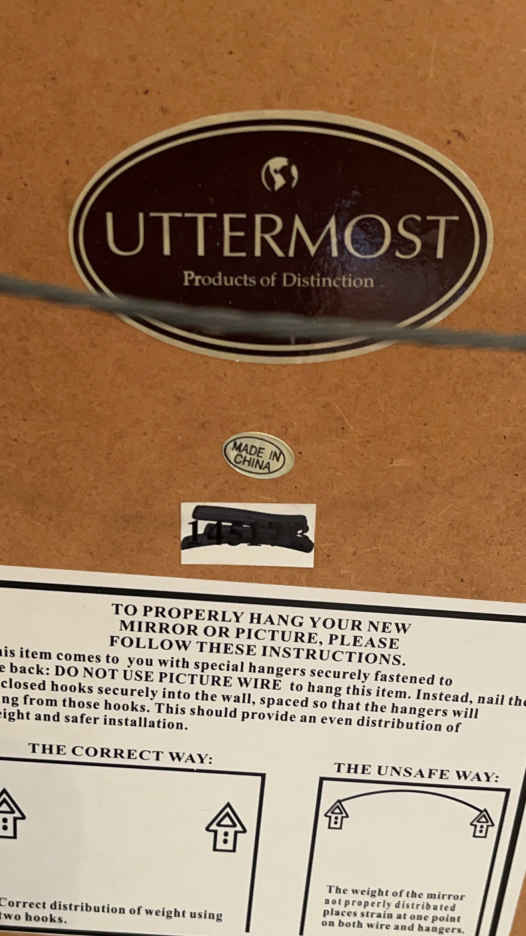 UTTERMOST
Products of Distinction
MADE IN
CHINA
TO PROPERLY HANG YOUR NEW
MIRROR OR PICTURE, PLEASE
FOLLOW THESE INSTRUCTIONS.
his item comes to you with special hangers securely fastened to
e back: DO NOT USE PICTURE WIRE to hang this item. Instead, nail the
closed hooks securely into the wall, spaced so that the hangers will
ng from those hooks. This should provide an even distribution of
eight and safer installation.
THE CORRECT WAY:
Correct distribution of weight using
two hooks.
THE UNSAFE WAY:
The weight of the mirror
not properly distributed
places strain at one point
on both wire and hangers.